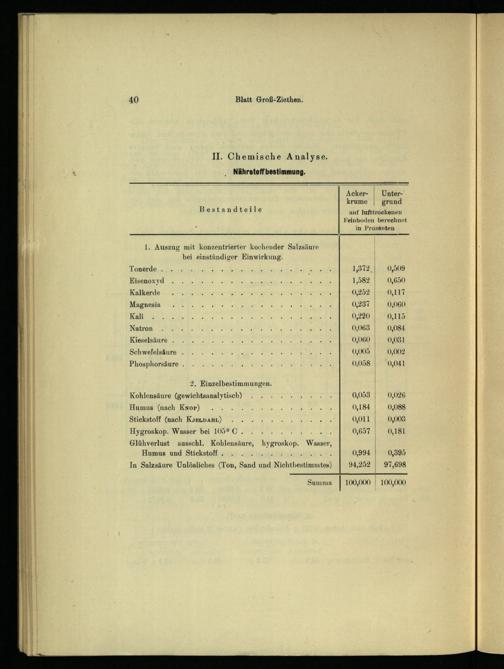 40 Blatt Groß-Ziethen.
II. Chemische Analyse.
Nährstoffbestimmung.
Bestandteile
Acker- Unter-
krume grund
auf lufttrockenen
Feinboden berechnet
in Prozenten
1. Auszug mit konzentrierter kochender Salzsäure
bei einstündiger Einwirkung.
Tonerde . . . . . . . . . . . . . . . . . 1,372 0,509
Eisenoxyd . . . . . . . . . . . . . . . . 1,582 0,650
Kalkerde . . . . . . . . . . . . . . . . 0,252 0,117
Magnesia . . . . . . . . . . . . . . . . 0,237 0,060
Kali . . . . . . . . . . . . . . . . . . 0,220 0,115
Natron . . . . . . . . . . . . . . . . . 0,063 0,084
Kieselsäure . . . . . . . . . . . . . . . 0,060 0,031
Schwefelsäure . . . . . . . . . . . . . . 0,005 0,002
Phosphorsäure . . . . . . . . . . . . . . 0,058 0,041
2. Einzelbestimmungen.
Kohlensäure (gewichtsanalytisch) . . . . . . . . 0,053 0,026
Humus (nach Knop) . . . . . . . . . . . . 0,184 0,088
Stickstoff (nach Kjeldahl) . . . . . . . . . . 0,011 0,003
Hygroskop. Wasser bei 105° C . . . . . . . . . 0,657 0,181
Glühverlust ausschl. Kohlensäure, hygroskop. Wasser,
Humus und Stickstoff . . . . . . . . . . . 0,994 0,395
In Salzsäure Unlösliches (Ton, Sand und Nichtbestimmtes) 94,252 97,698
Summa 100,000 100,000